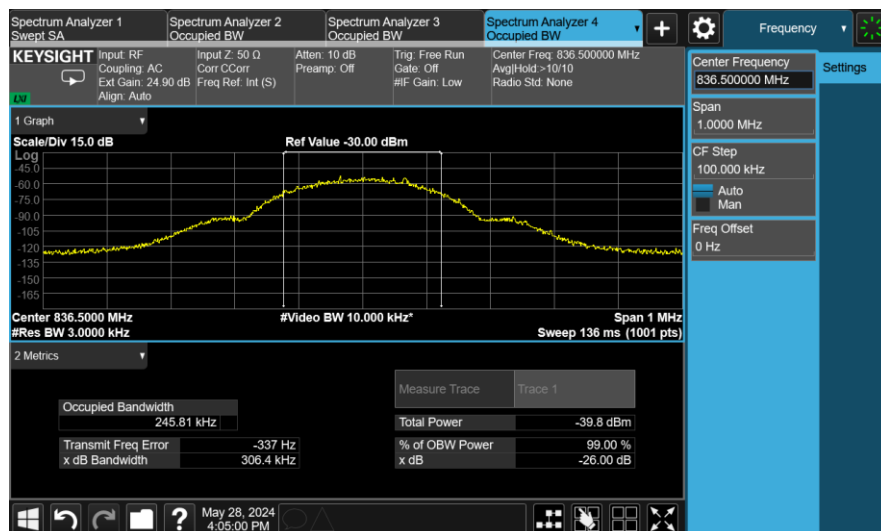 Spectrum Analyzer 1
Swept SA
Spectrum Analyzer 2
Occupied BW
Spectrum Analyzer 3
Occupied BW
Spectrum Analyzer 4
Occupied BW
+
Frequency
KEYSIGHT
LXI
Input: RF
Coupling: AC
Ext Gain: 24.90 dB
Align: Auto
Input Z: 50 Ω
Corr CCorr
Freq Ref: Int (S)
Atten: 10 dB
Preamp: Off
Trig: Free Run
Gate: Off
#IF Gain: Low
Center Freq: 836.500000 MHz
Avg|Hold:>10/10
Radio Std: None
Center Frequency
836.500000 MHz
Settings
Span
1.0000 MHz
CF Step
100.000 kHz
Auto
Man
Freq Offset
0 Hz
1 Graph
Scale/Div 15.0 dB
Ref Value -30.00 dBm
Log
-45.0
-60.0
-75.0
-90.0
-105
-120
-135
-150
-165
Center 836.5000 MHz
#Video BW 10.000 kHz*
Span 1 MHz
#Res BW 3.0000 kHz
Sweep 136 ms (1001 pts)
2 Metrics
Measure Trace
Trace 1
Occupied Bandwidth
245.81 kHz
Total Power
-39.8 dBm
Transmit Freq Error
-337 Hz
% of OBW Power
99.00 %
x dB Bandwidth
306.4 kHz
x dB
-26.00 dB
?
May 28, 2024
4:05:00 PM